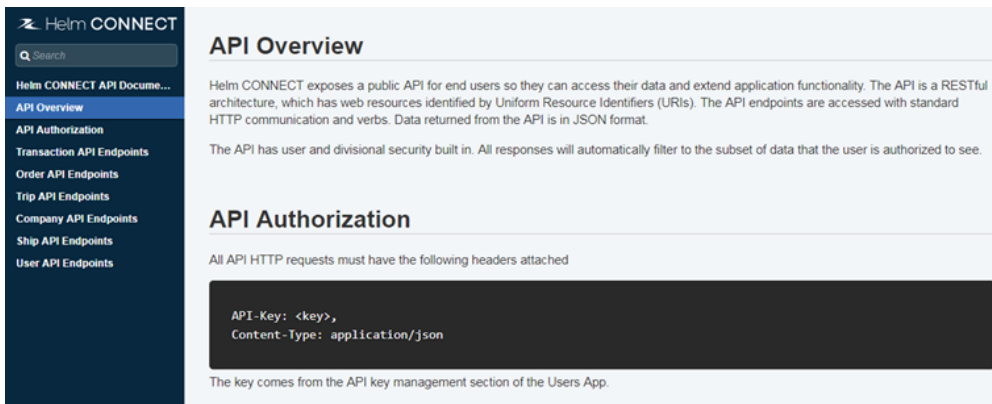 Helm CONNECT
Search
Helm CONNECT API Docume...
API Overview
API Authorization
Transaction API Endpoints
Order API Endpoints
Trip API Endpoints
Company API Endpoints
Ship API Endpoints
User API Endpoints
API Overview
Helm CONNECT exposes a public API for end users so they can access their data and extend application functionality. The API is a RESTful
architecture, which has web resources identified by Uniform Resource Identifiers (URIs). The API endpoints are accessed with standard
HTTP communication and verbs. Data returned from the API is in JSON format.
The API has user and divisional security built in. All responses will automatically filter to the subset of data that the user is authorized to see.
API Authorization
All API HTTP requests must have the following headers attached
API-Key: <key>,
Content-Type: application/json
The key comes from the API key management section of the Users App.